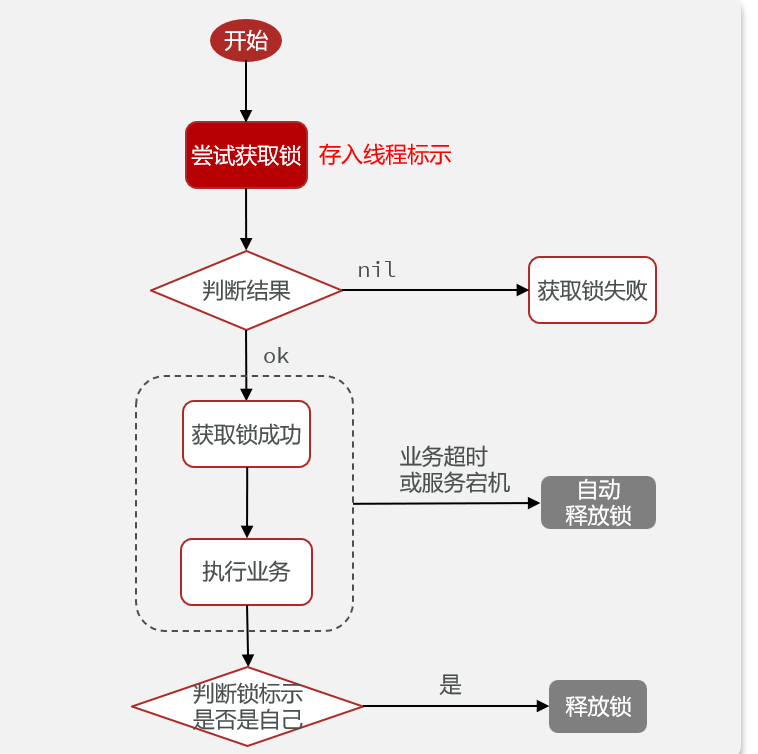 开始
尝试获取锁
存入线程标示
判断结果
nil
获取锁失败
ok
获取锁成功
业务超时
或服务宕机
自动
释放锁
执行业务
判断锁标示
是否是自己
是
释放锁